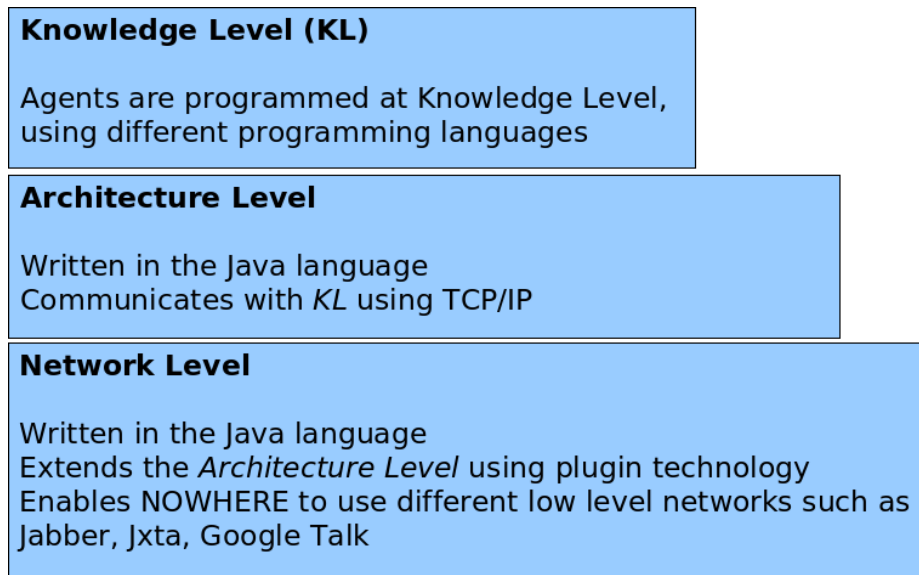 Knowledge Level (KL)
Agents are programmed at Knowledge Level,
using different programming languages
Architecture Level
Written in the Java language
Communicates with KL using TCP/IP
Network Level
Written in the Java language
Extends the Architecture Level using plugin technology
Enables NOWHERE to use different low level networks such as
Jabber, Jxta, Google Talk